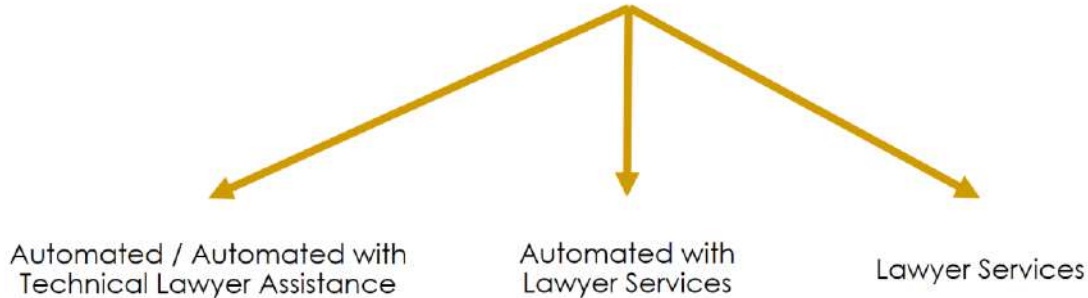 Automated / Automated with
Technical Lawyer Assistance
Automated with
Lawyer Services
Lawyer Services